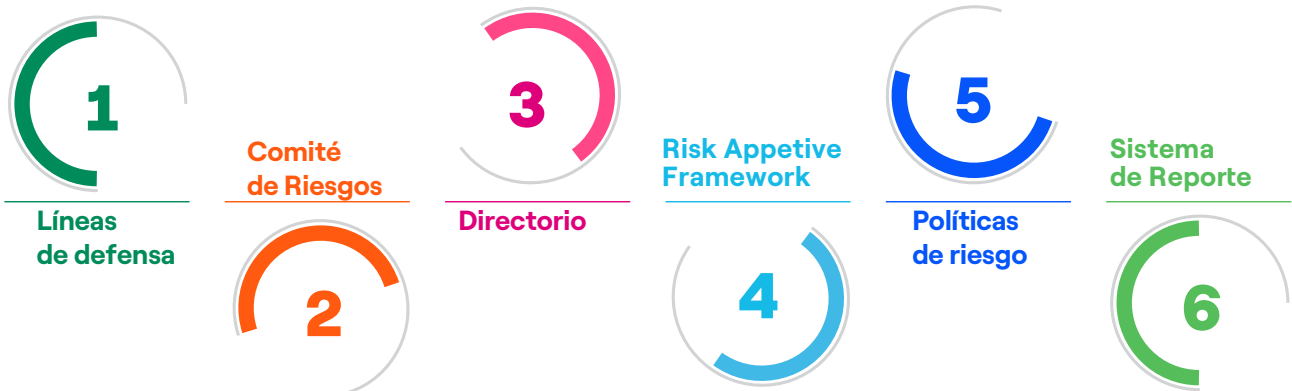 1
Líneas
de defensa
Comité
de Riesgos
2
3
Directorio
Risk Appetive
Framework
4
5
Políticas
de riesgo
Sistema
de Reporte
6